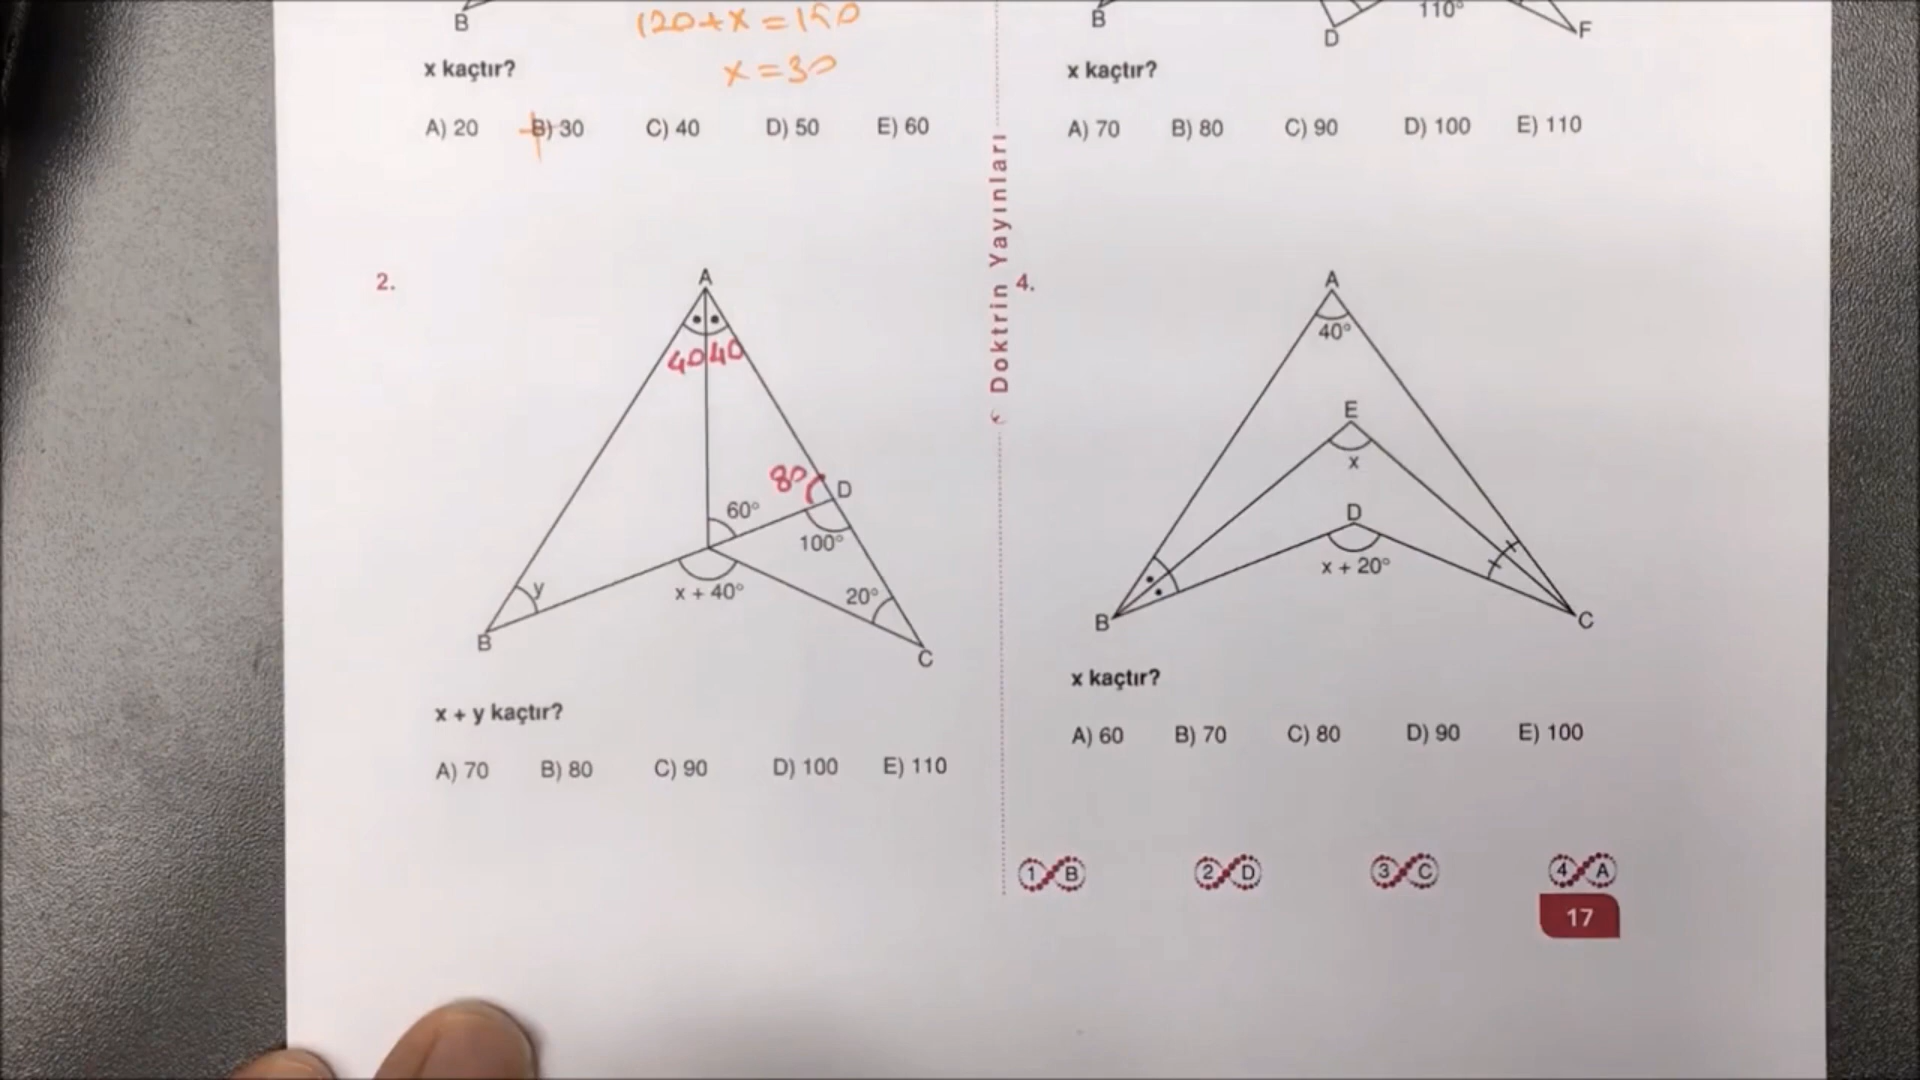 B
120+x=150
x=30
x kaçtır?
A) 20 B) 30 C) 40 D) 50 E) 60
B
D
110°
F
x kaçtır?
A) 70 B) 80 C) 90 D) 100 E) 110
Doktrin Yayınları
2.
A
40 40
80
D
60°
100°
y
x + 40°
20°
B
C
x + y kaçtır?
A) 70 B) 80 C) 90 D) 100 E) 110
4.
A
40°
E
x
D
x + 20°
B
C
x kaçtır?
A) 60 B) 70 C) 80 D) 90 E) 100
1 B 2 D 3 C 4 A
17